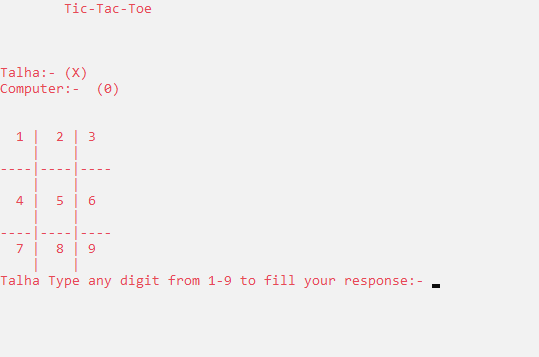 Tic-Tac-Toe
Talha:- (X)
Computer:-  (0)
1 |  2 | 3
|    |
----|----|----
|    |
4 |  5 | 6
|    |
----|----|----
7 |  8 | 9
|    |
Talha Type any digit from 1-9 to fill your response:-